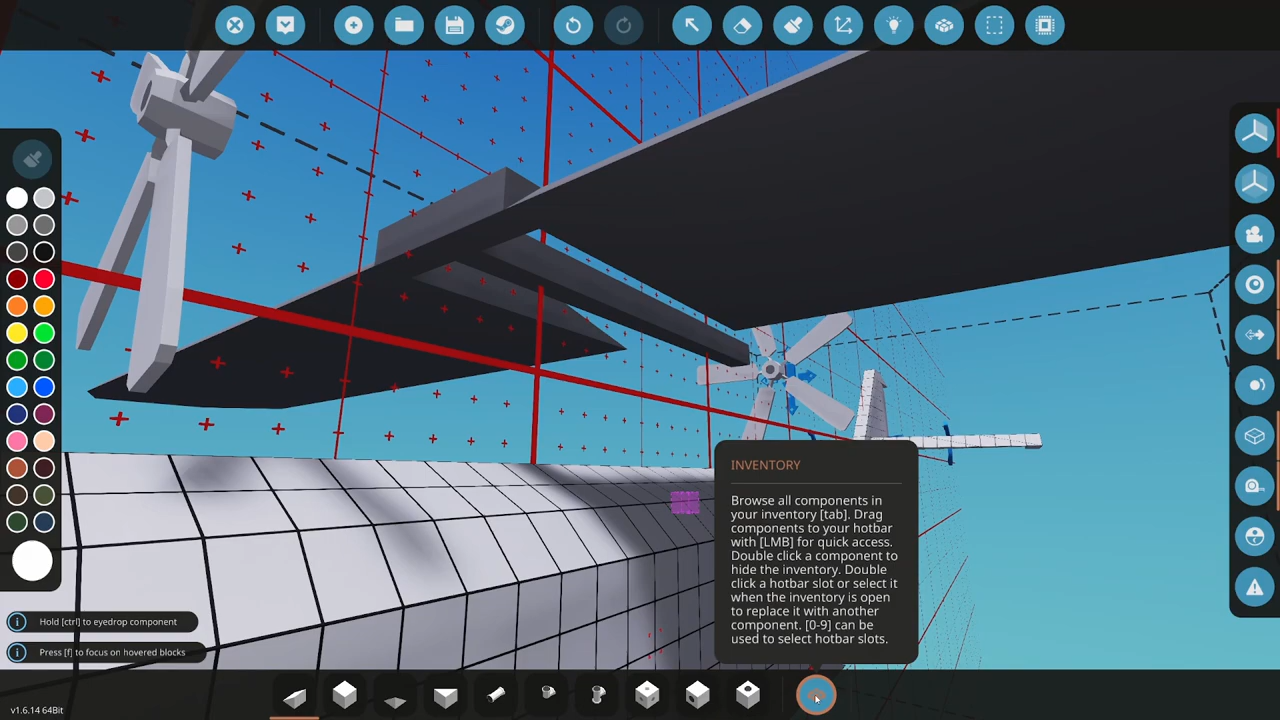 INVENTORY
Browse all components in
your inventory [tab]. Drag
components to your hotbar
with [LMB] for quick access.
Double click a component to
hide the inventory. Double
click a hotbar slot or select it
when the inventory is open
to replace it with another
component. [0-9] can be
used to select hotbar slots.
Hold [ctrl] to eyedrop component
Press [f] to focus on hovered blocks
v1.6.14 64Bit